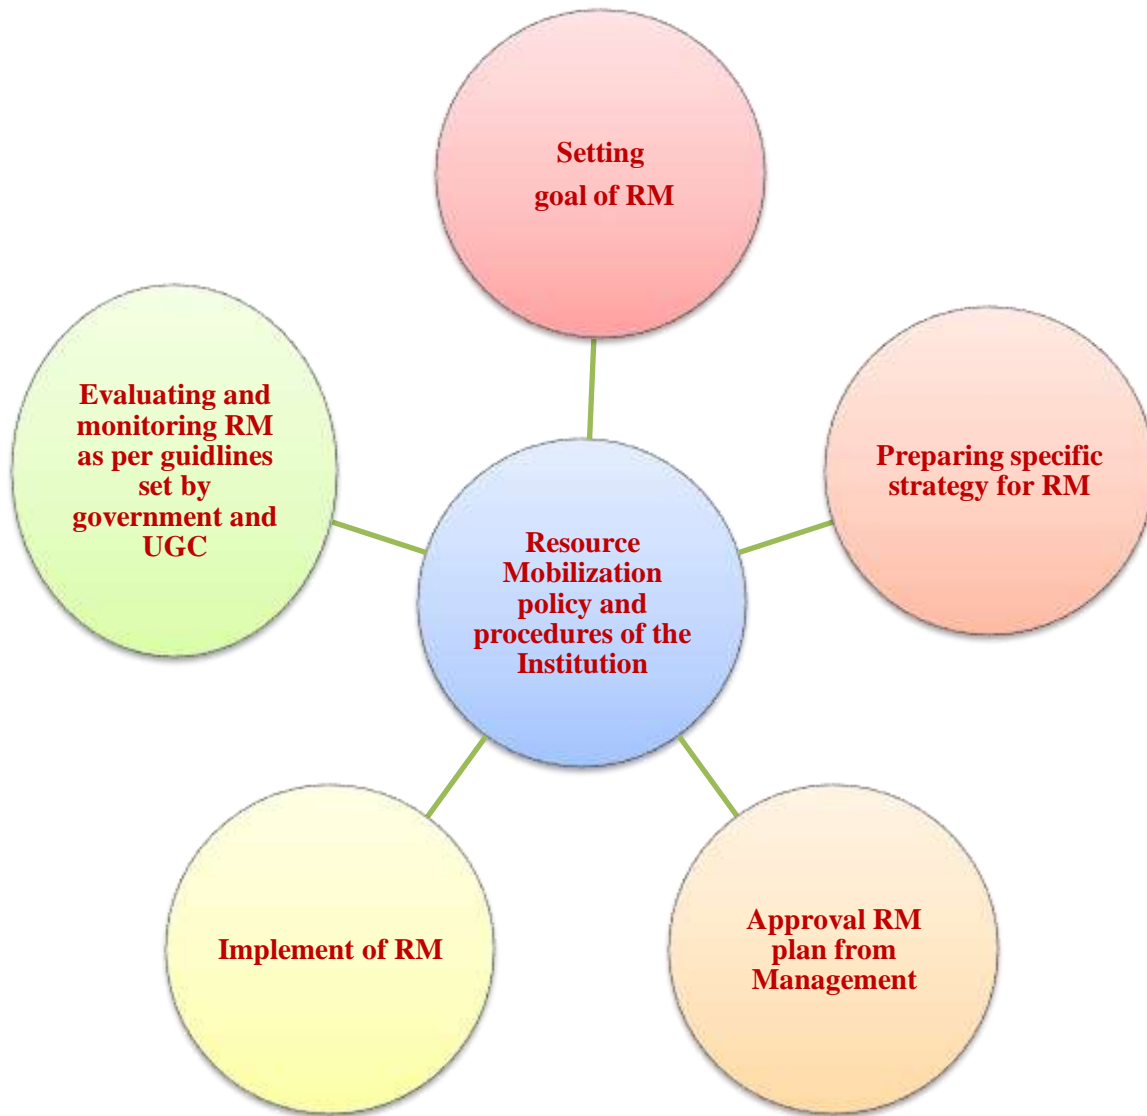 Setting
goal of RM
Preparing specific
strategy for RM
Approval RM
plan from
Management
Implement of RM
Evaluating and
monitoring RM
as per guidlines
set by
government and
UGC
Resource
Mobilization
policy and
procedures of the
Institution